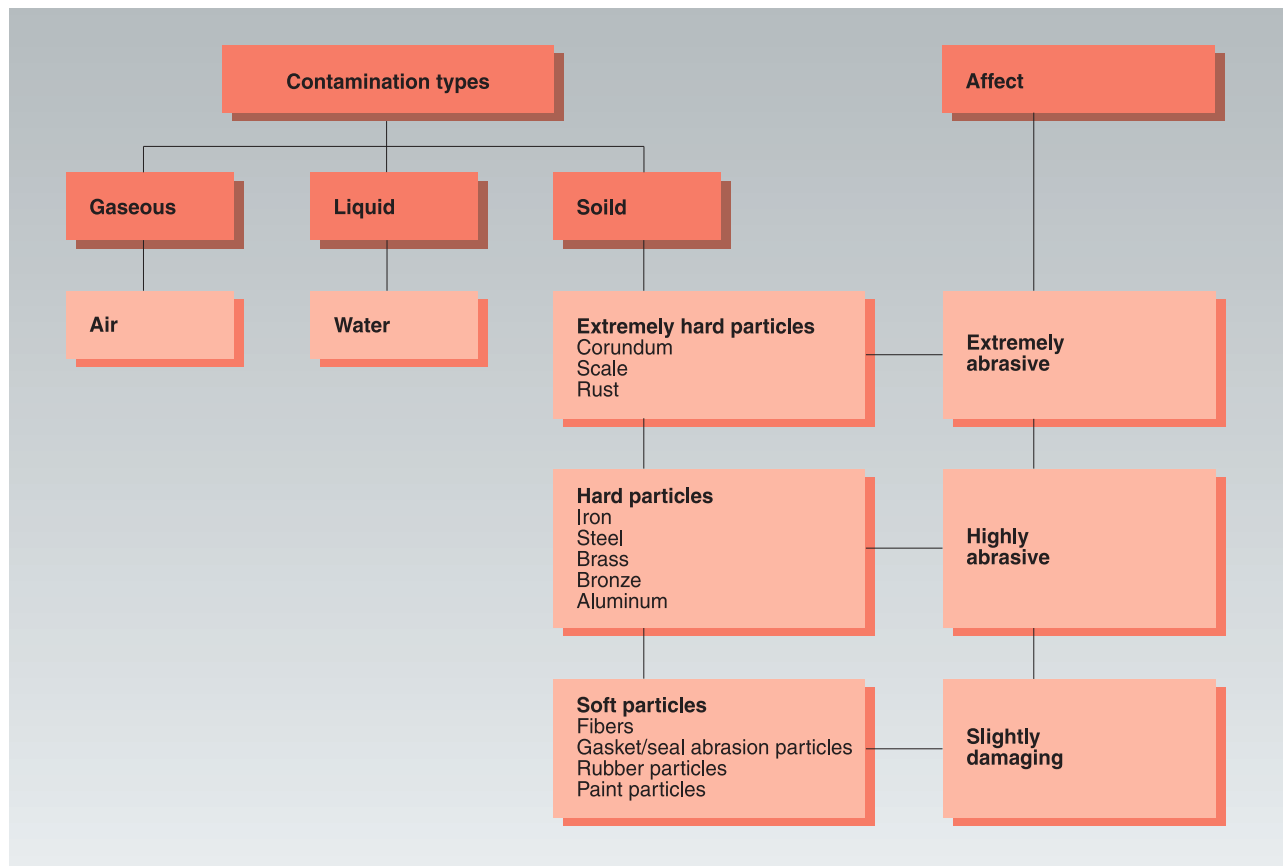 Contamination types
Affect
Gaseous
Liquid
Soild
Air
Water
Extremely hard particles
Corundum
Scale
Rust
Extremely
abrasive
Hard particles
Iron
Steel
Brass
Bronze
Aluminum
Highly
abrasive
Soft particles
Fibers
Gasket/seal abrasion particles
Rubber particles
Paint particles
Slightly
damaging